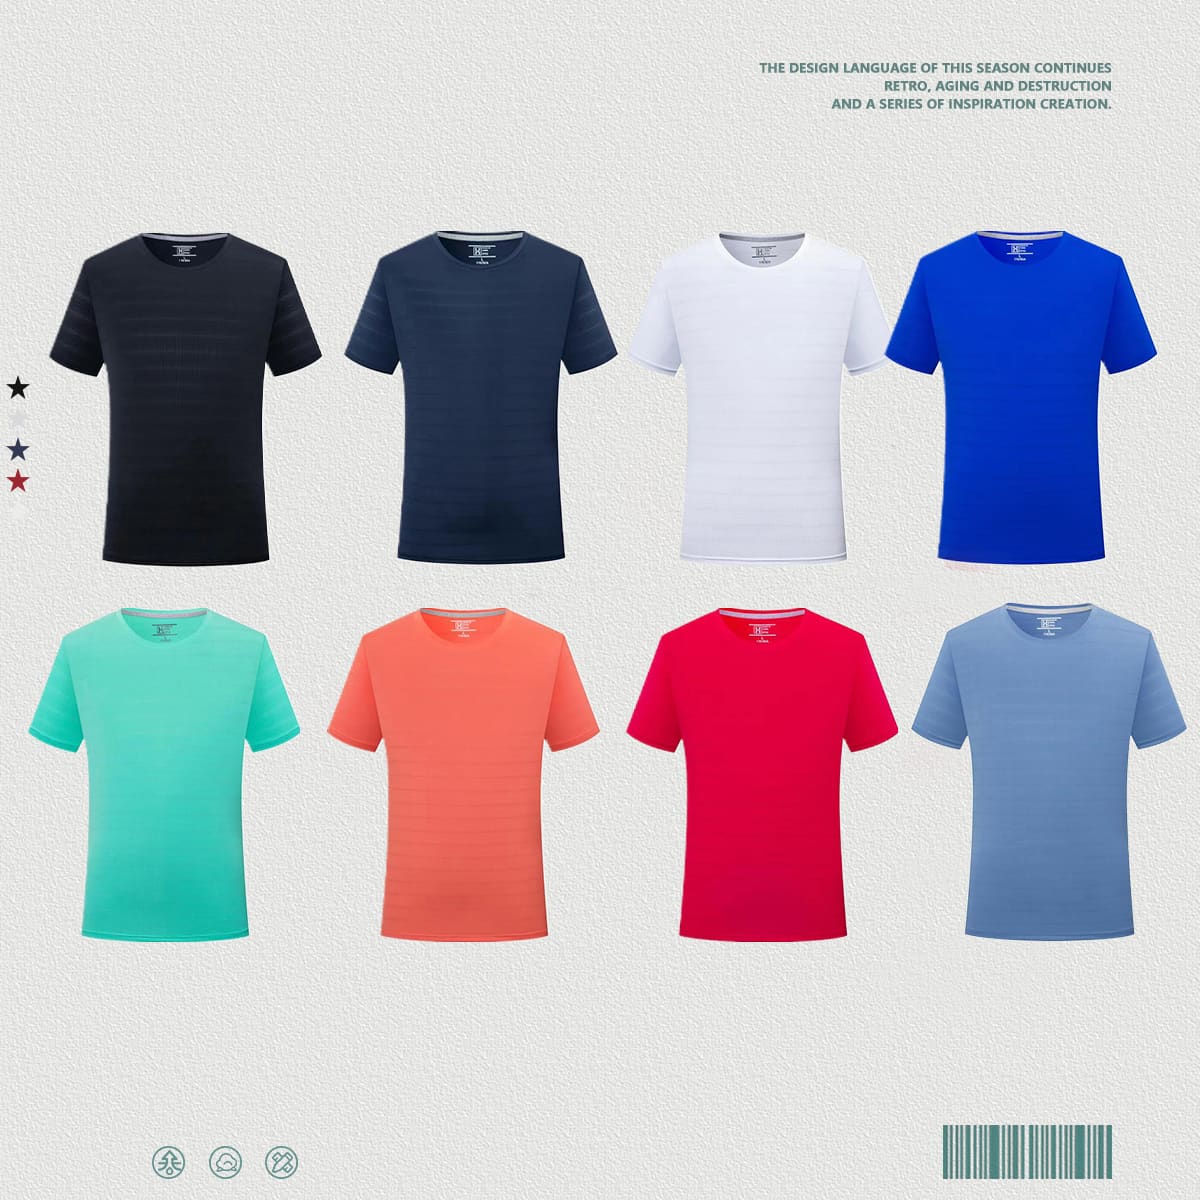 THE DESIGN LANGUAGE OF THIS SEASON CONTINUES
RETRO, AGING AND DESTRUCTION
AND A SERIES OF INSPIRATION CREATION.